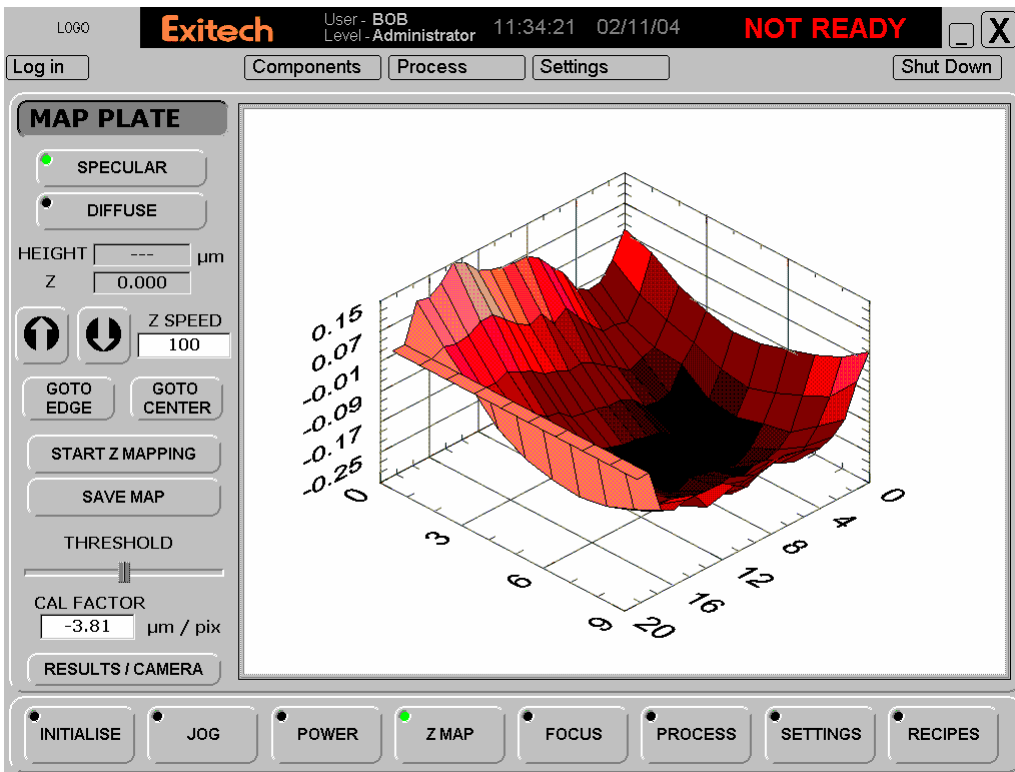 LOGO
Exitech
User - BOB
Level - Administrator
11:34:21 02/11/04
NOT READY
_ X
Log in
Components
Process
Settings
Shut Down
MAP PLATE
SPECULAR
DIFFUSE
HEIGHT --- µm
Z 0.000
Z SPEED
100
GOTO
EDGE
GOTO
CENTER
START Z MAPPING
SAVE MAP
THRESHOLD
CAL FACTOR
-3.81 µm / pix
RESULTS / CAMERA
0.15
0.07
-0.01
-0.09
-0.17
-0.25
0
3
6
9
0
4
8
12
16
20
INITIALISE
JOG
POWER
Z MAP
FOCUS
PROCESS
SETTINGS
RECIPES